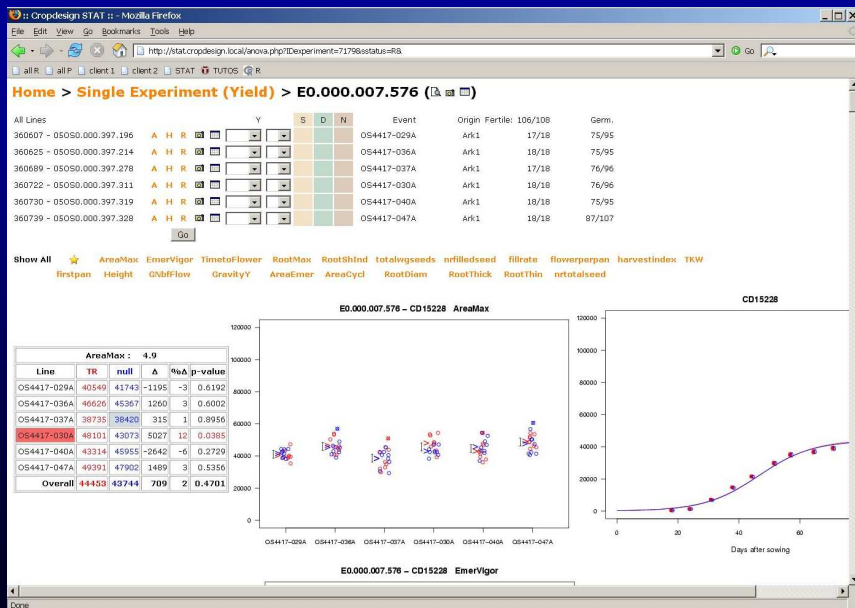 :: Cropdesign STAT :: - Mozilla Firefox
File Edit View Go Bookmarks Tools Help
http://stat.cropdesign.local/anova.php?IDexperiment=7179&sstatus=R&
Go
all R all P client 1 client 2 STAT TUTOS R
Home > Single Experiment (Yield) > E0.000.007.576 ( )
All Lines Y S D N Event Origin Fertile: 106/108 Germ.
360607 - 05OS0.000.397.196 A H R OS4417-029A Ark1 17/18 75/95
360625 - 05OS0.000.397.214 A H R OS4417-036A Ark1 18/18 75/95
360689 - 05OS0.000.397.278 A H R OS4417-037A Ark1 17/18 76/96
360722 - 05OS0.000.397.311 A H R OS4417-030A Ark1 18/18 76/96
360730 - 05OS0.000.397.319 A H R OS4417-040A Ark1 18/18 75/95
360739 - 05OS0.000.397.328 A H R OS4417-047A Ark1 18/18 87/107
Go
Show All AreaMax EmerVigor TimetoFlower RootMax RootShInd totalwgseeds nrfilledseed fillrate flowerperpan harvestindex TKW
firstpan Height GNbfFlow GravityY AreaEmer AreaCycl RootDiam RootThick RootThin nrtotalseed
AreaMax : 4.9
Line TR null Δ %Δ p-value
OS4417-029A 40549 41743 -1195 -3 0.6192
OS4417-036A 46626 45367 1260 3 0.6002
OS4417-037A 38735 38420 315 1 0.8956
OS4417-030A 48101 43073 5027 12 0.0385
OS4417-040A 43314 45955 -2642 -6 0.2729
OS4417-047A 49391 47902 1489 3 0.5356
Overall 44453 43744 709 2 0.4701
E0.000.007.576 – CD15228 AreaMax
120000
100000
80000
60000
40000
20000
0
OS4417-029A OS4417-036A OS4417-037A OS4417-030A OS4417-040A OS4417-047A
CD15228
120000
100000
80000
60000
40000
20000
0
0 20 40 60
Days after sowing
E0.000.007.576 – CD15228 EmerVigor
Done